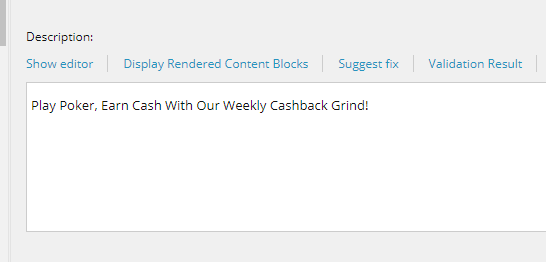 Description:
Show editor Display Rendered Content Blocks Suggest fix Validation Result
Play Poker, Earn Cash With Our Weekly Cashback Grind!